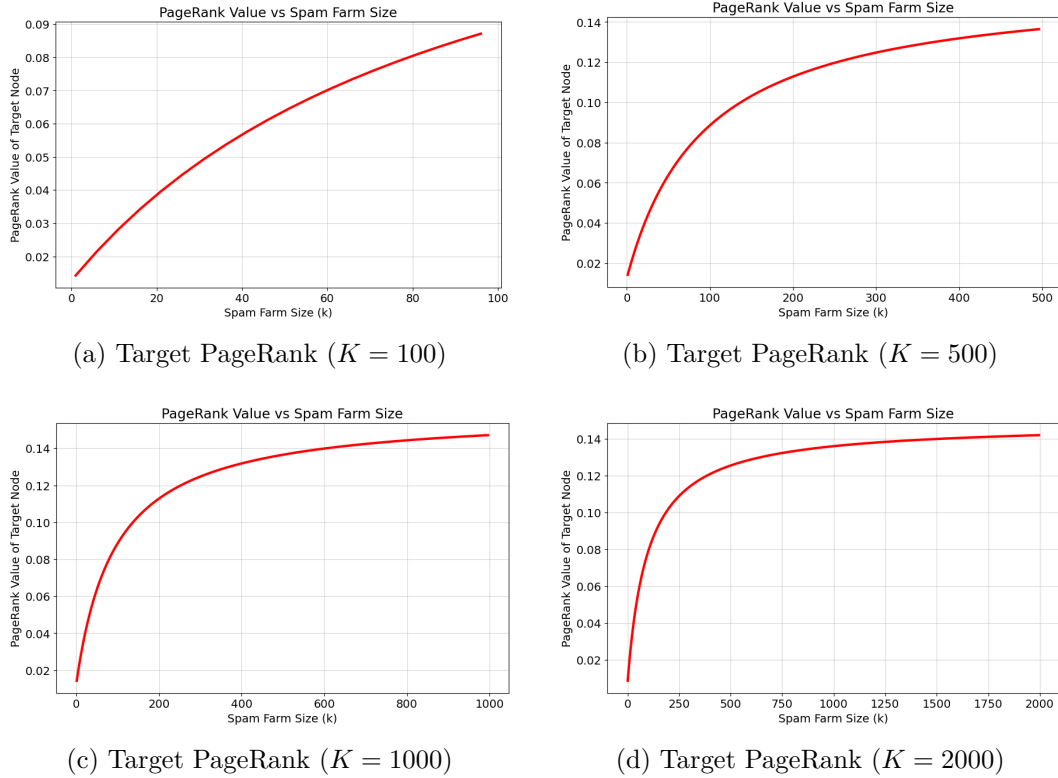 PageRank Value vs Spam Farm Size
PageRank Value of Target Node
0.09
0.08
0.07
0.06
0.05
0.04
0.03
0.02
0 20 40 60 80 100
Spam Farm Size (k)
(a) Target PageRank (K = 100)
PageRank Value vs Spam Farm Size
PageRank Value of Target Node
0.14
0.12
0.10
0.08
0.06
0.04
0.02
0 100 200 300 400 500
Spam Farm Size (k)
(b) Target PageRank (K = 500)
PageRank Value vs Spam Farm Size
PageRank Value of Target Node
0.14
0.12
0.10
0.08
0.06
0.04
0.02
0 200 400 600 800 1000
Spam Farm Size (k)
(c) Target PageRank (K = 1000)
PageRank Value vs Spam Farm Size
PageRank Value of Target Node
0.14
0.12
0.10
0.08
0.06
0.04
0.02
0 250 500 750 1000 1250 1500 1750 2000
Spam Farm Size (k)
(d) Target PageRank (K = 2000)